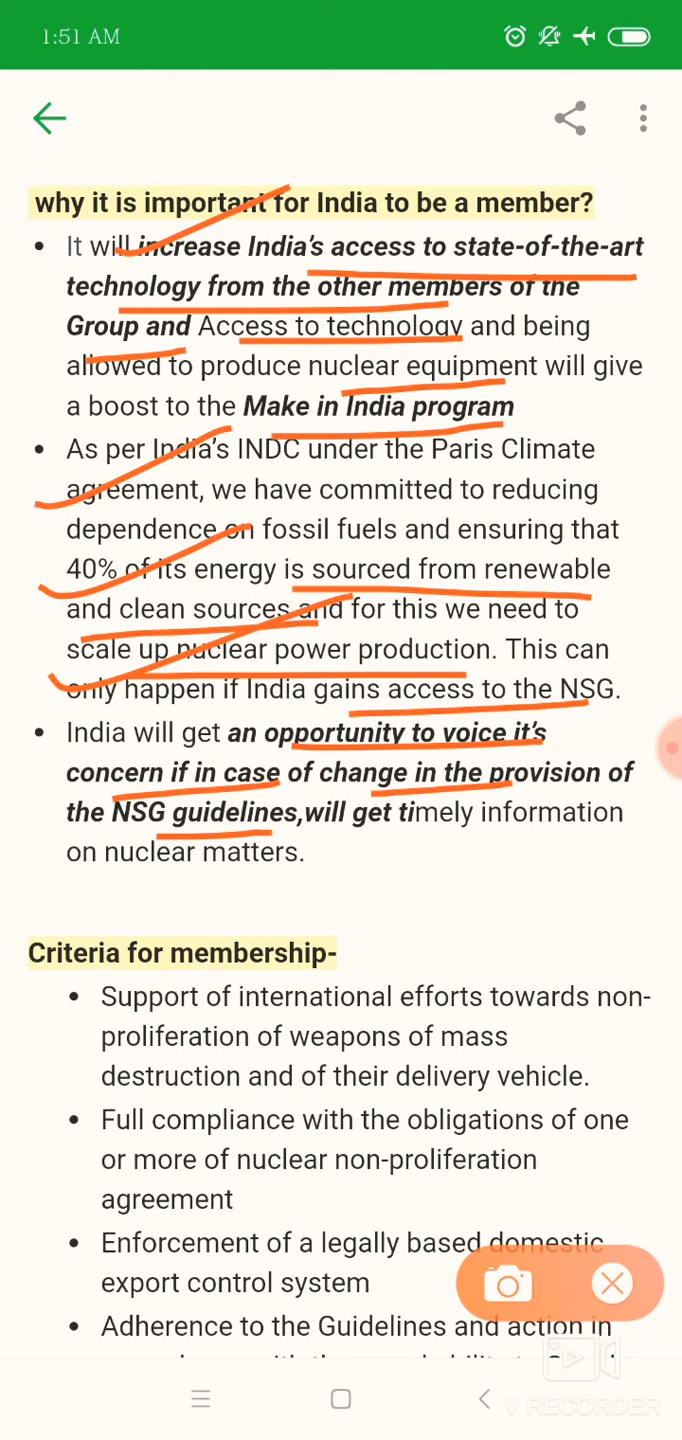 1:51 AM
why it is important for India to be a member?
It will increase India's access to state-of-the-art
technology from the other members of the
Group and Access to technology and being
allowed to produce nuclear equipment will give
a boost to the Make in India program
As per India's INDC under the Paris Climate
agreement, we have committed to reducing
dependence on fossil fuels and ensuring that
40% of its energy is sourced from renewable
and clean sources and for this we need to
scale up nuclear power production. This can
only happen if India gains access to the NSG.
India will get an opportunity to voice it's
concern if in case of change in the provision of
the NSG guidelines,will get timely information
on nuclear matters.
Criteria for membership-
Support of international efforts towards non-
proliferation of weapons of mass
destruction and of their delivery vehicle.
Full compliance with the obligations of one
or more of nuclear non-proliferation
agreement
Enforcement of a legally based domestic
export control system
Adherence to the Guidelines and action in
V RECORDER